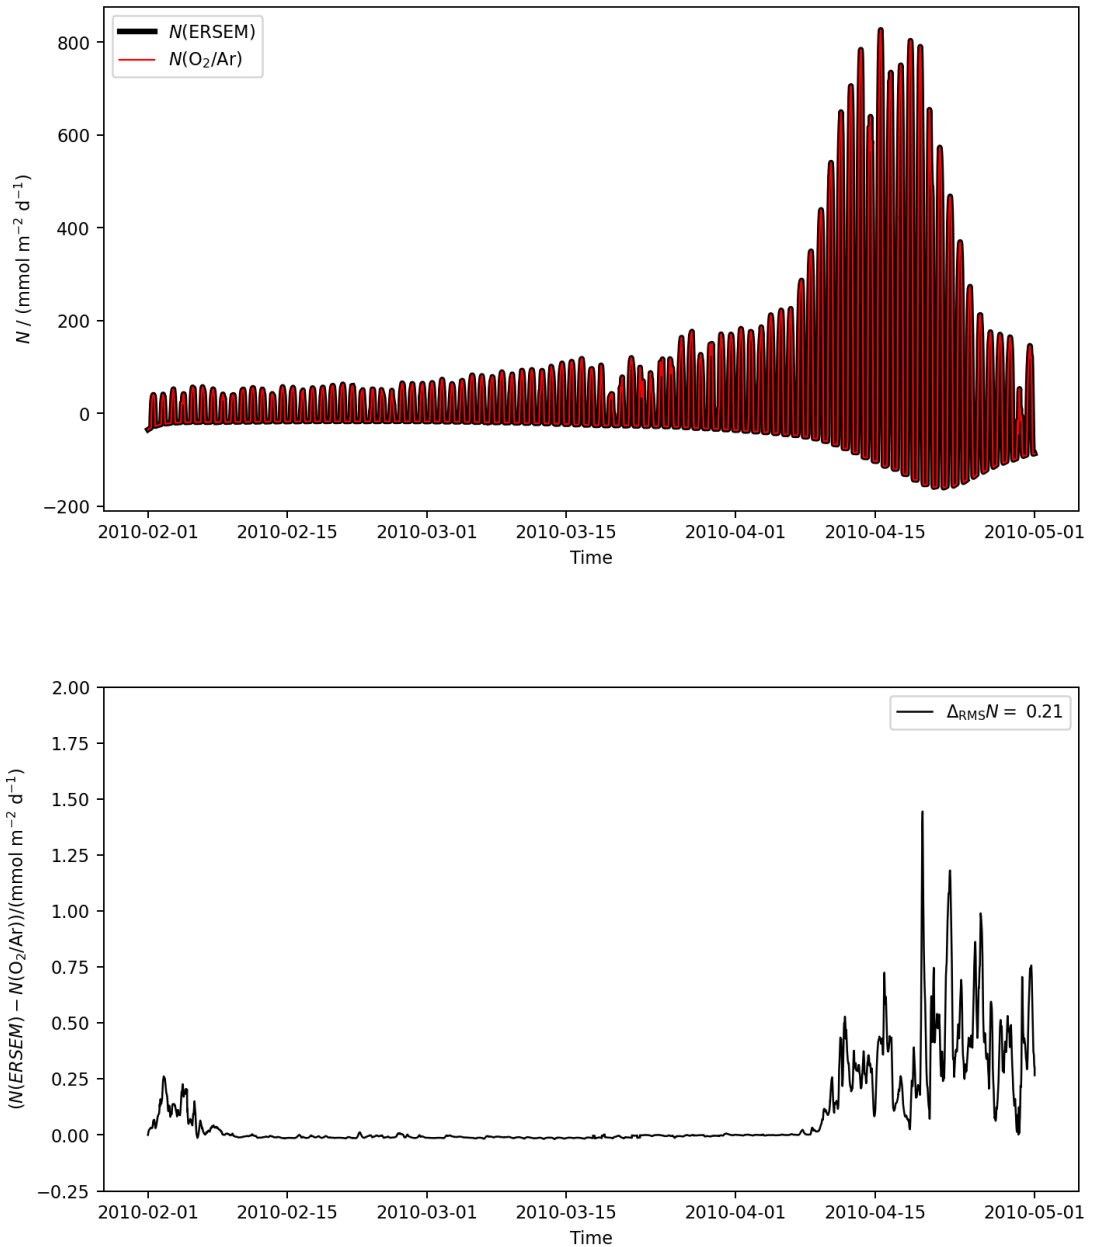 N(ERSEM)
N(O₂/Ar)
800
600
400
200
0
−200
N / (mmol m⁻² d⁻¹)
2010-02-01 2010-02-15 2010-03-01 2010-03-15 2010-04-01 2010-04-15 2010-05-01
Time
Δ_RMS N = 0.21
2.00
1.75
1.50
1.25
1.00
0.75
0.50
0.25
0.00
−0.25
(N(ERSEM) − N(O₂/Ar))/(mmol m⁻² d⁻¹)
2010-02-01 2010-02-15 2010-03-01 2010-03-15 2010-04-01 2010-04-15 2010-05-01
Time